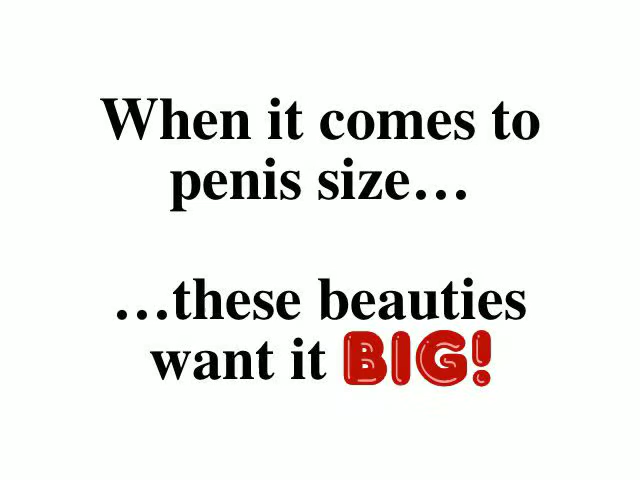 When it comes to
penis size…
…these beauties
want it BIG!